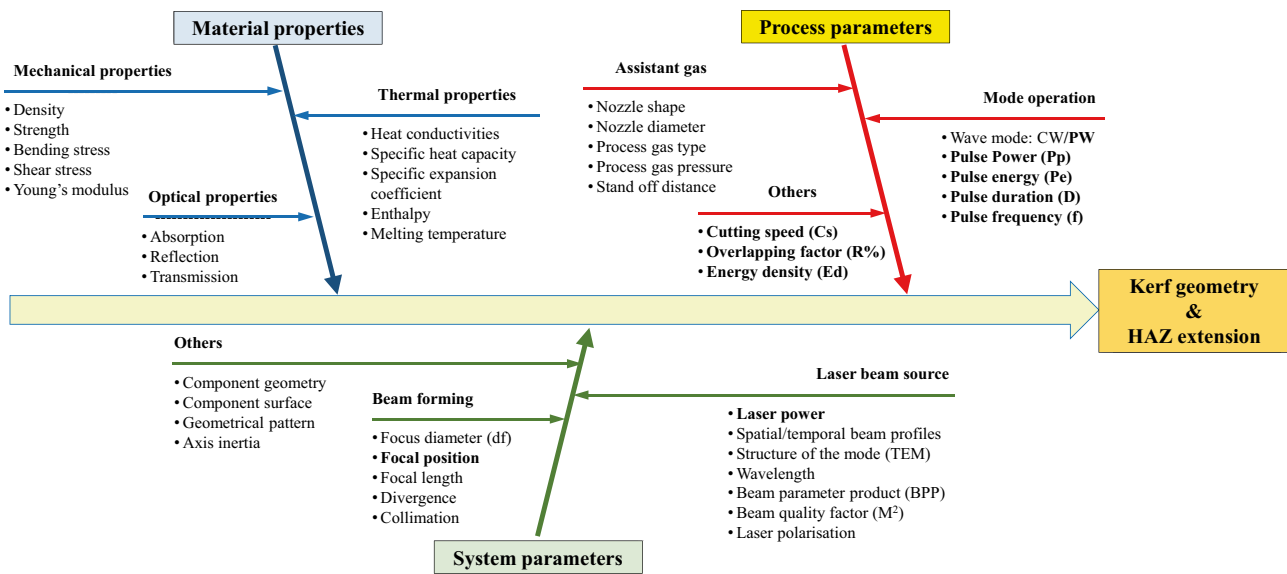 Material properties
Mechanical properties
• Density
• Strength
• Bending stress
• Shear stress
• Young's modulus
Thermal properties
• Heat conductivities
• Specific heat capacity
• Specific expansion
coefficient
• Enthalpy
• Melting temperature
Optical properties
• Absorption
• Reflection
• Transmission
Process parameters
Assistant gas
• Nozzle shape
• Nozzle diameter
• Process gas type
• Process gas pressure
• Stand off distance
Mode operation
• Wave mode: CW/PW
• Pulse Power (Pp)
• Pulse energy (Pe)
• Pulse duration (D)
• Pulse frequency (f)
Others
• Cutting speed (Cs)
• Overlapping factor (R%)
• Energy density (Ed)
Kerf geometry
&
HAZ extension
Others
• Component geometry
• Component surface
• Geometrical pattern
• Axis inertia
Beam forming
• Focus diameter (df)
• Focal position
• Focal length
• Divergence
• Collimation
Laser beam source
• Laser power
• Spatial/temporal beam profiles
• Structure of the mode (TEM)
• Wavelength
• Beam parameter product (BPP)
• Beam quality factor (M²)
• Laser polarisation
System parameters